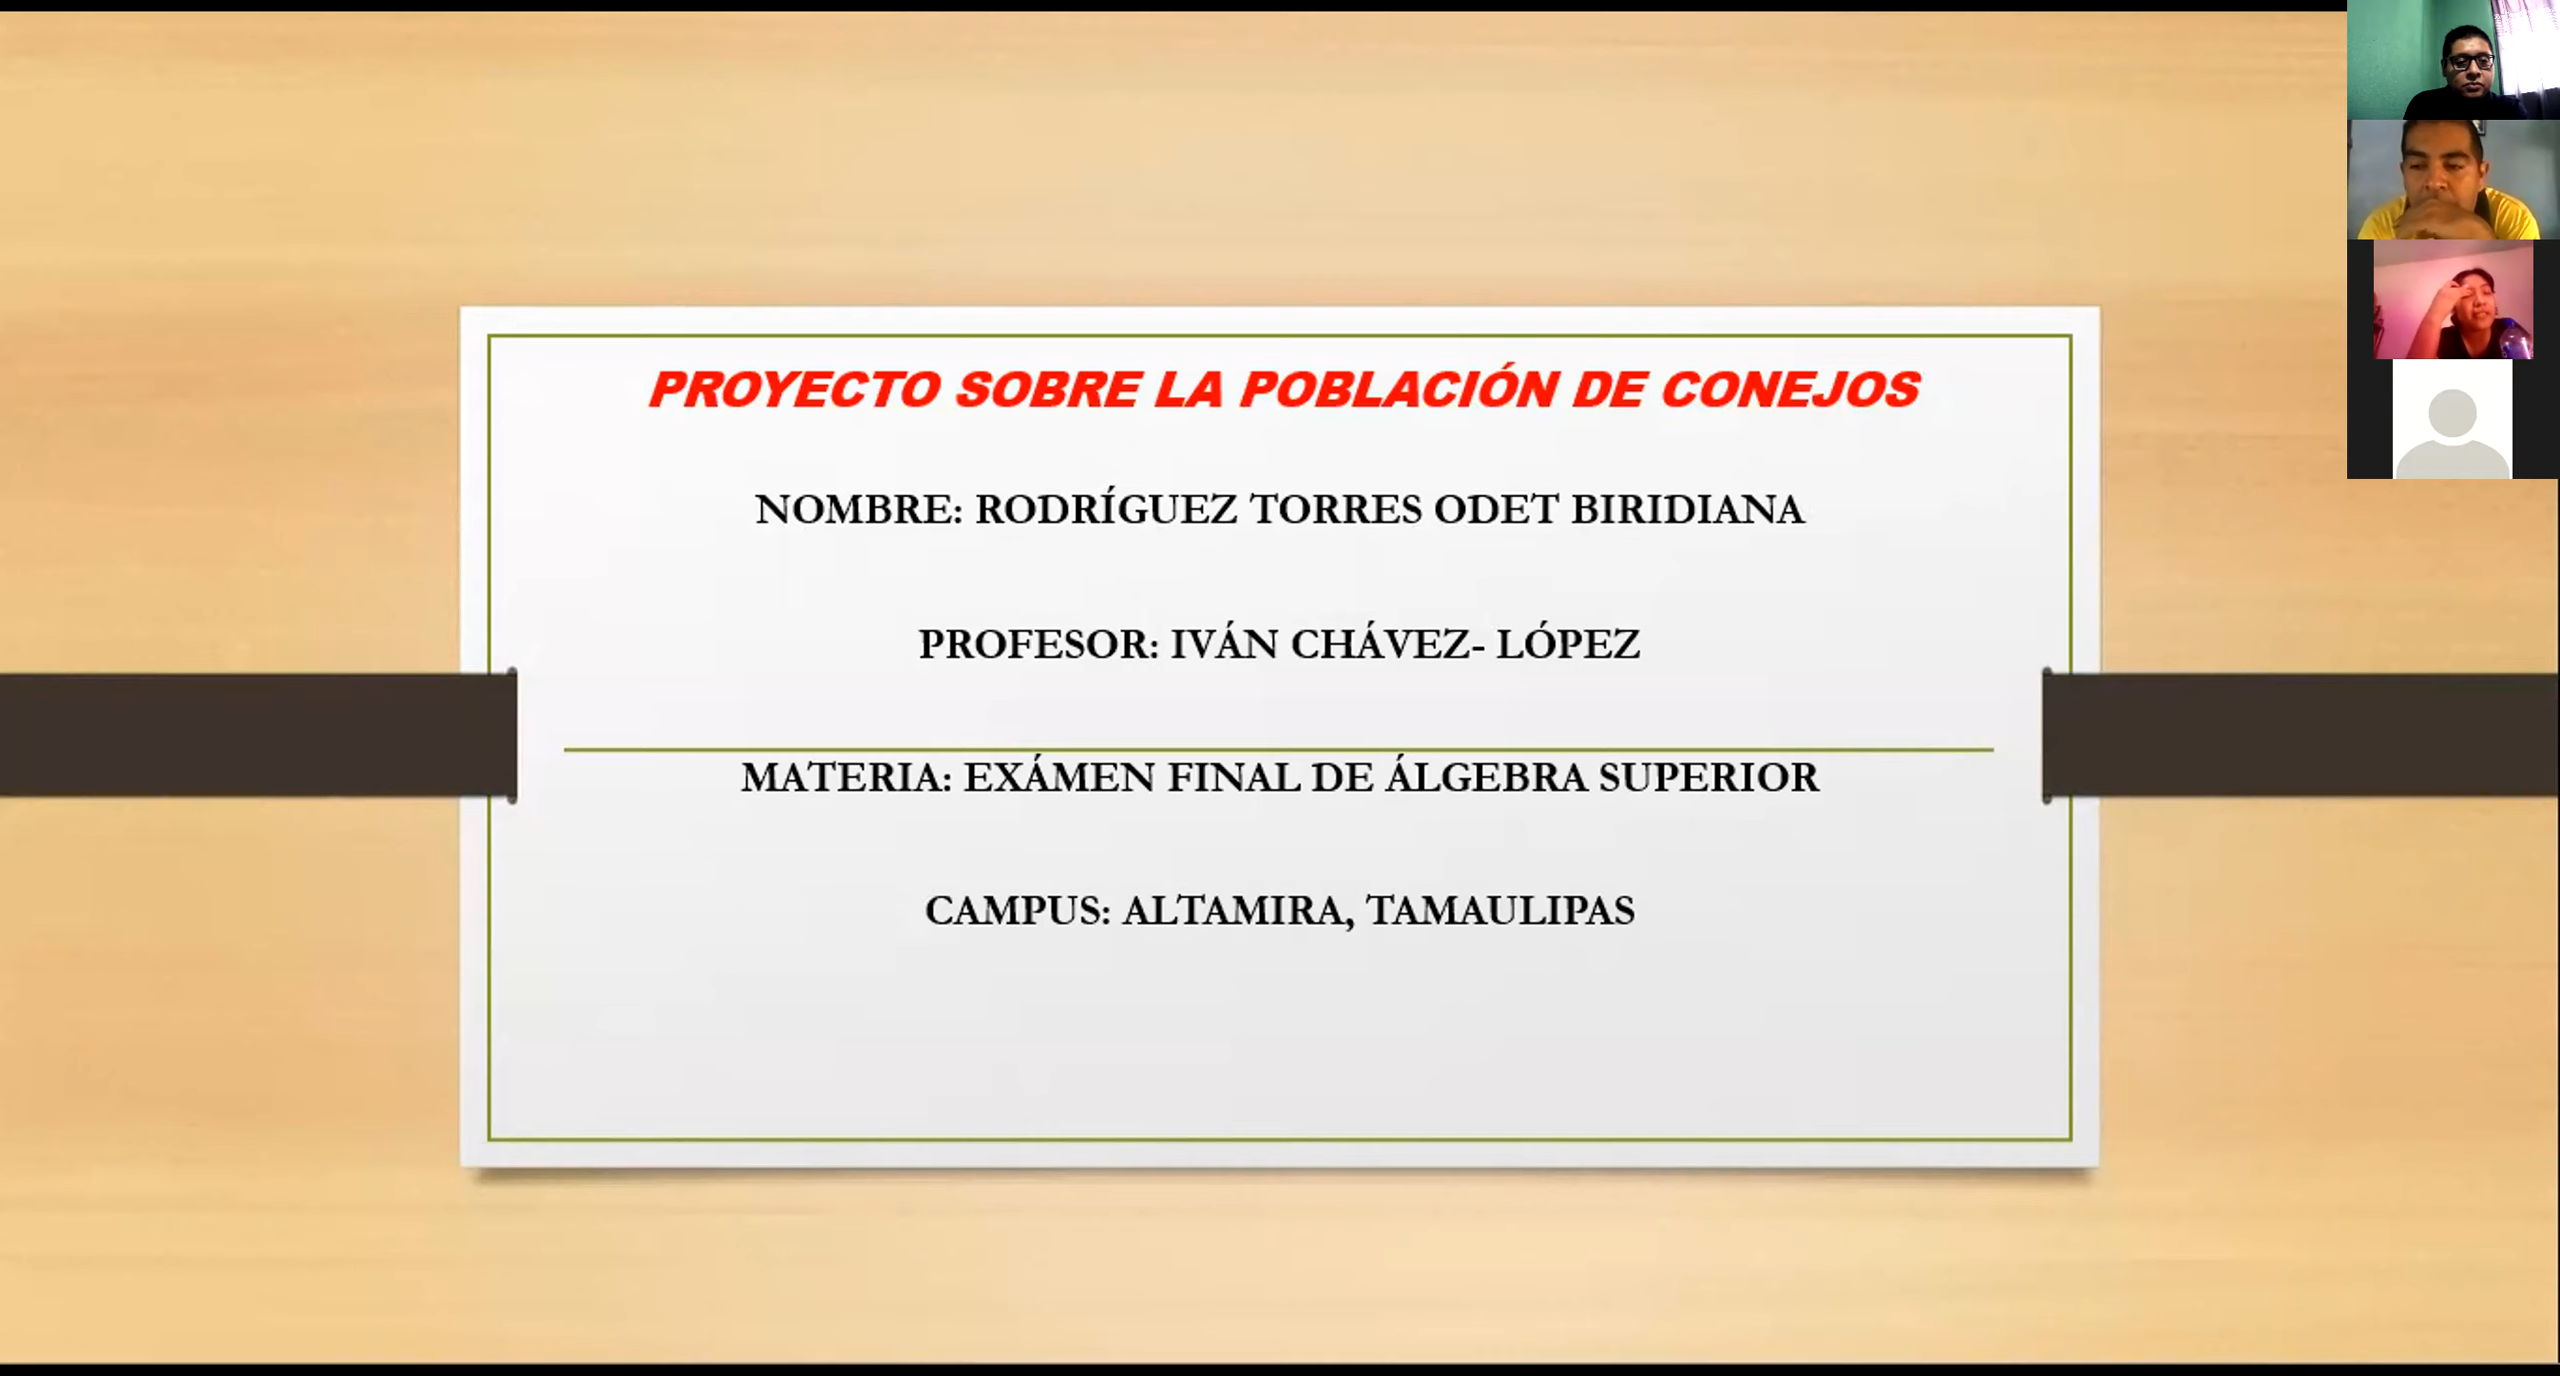 PROYECTO SOBRE LA POBLACIÓN DE CONEJOS
NOMBRE: RODRÍGUEZ TORRES ODET BIRIDIANA
PROFESOR: IVÁN CHÁVEZ- LÓPEZ
MATERIA: EXÁMEN FINAL DE ÁLGEBRA SUPERIOR
CAMPUS: ALTAMIRA, TAMAULIPAS